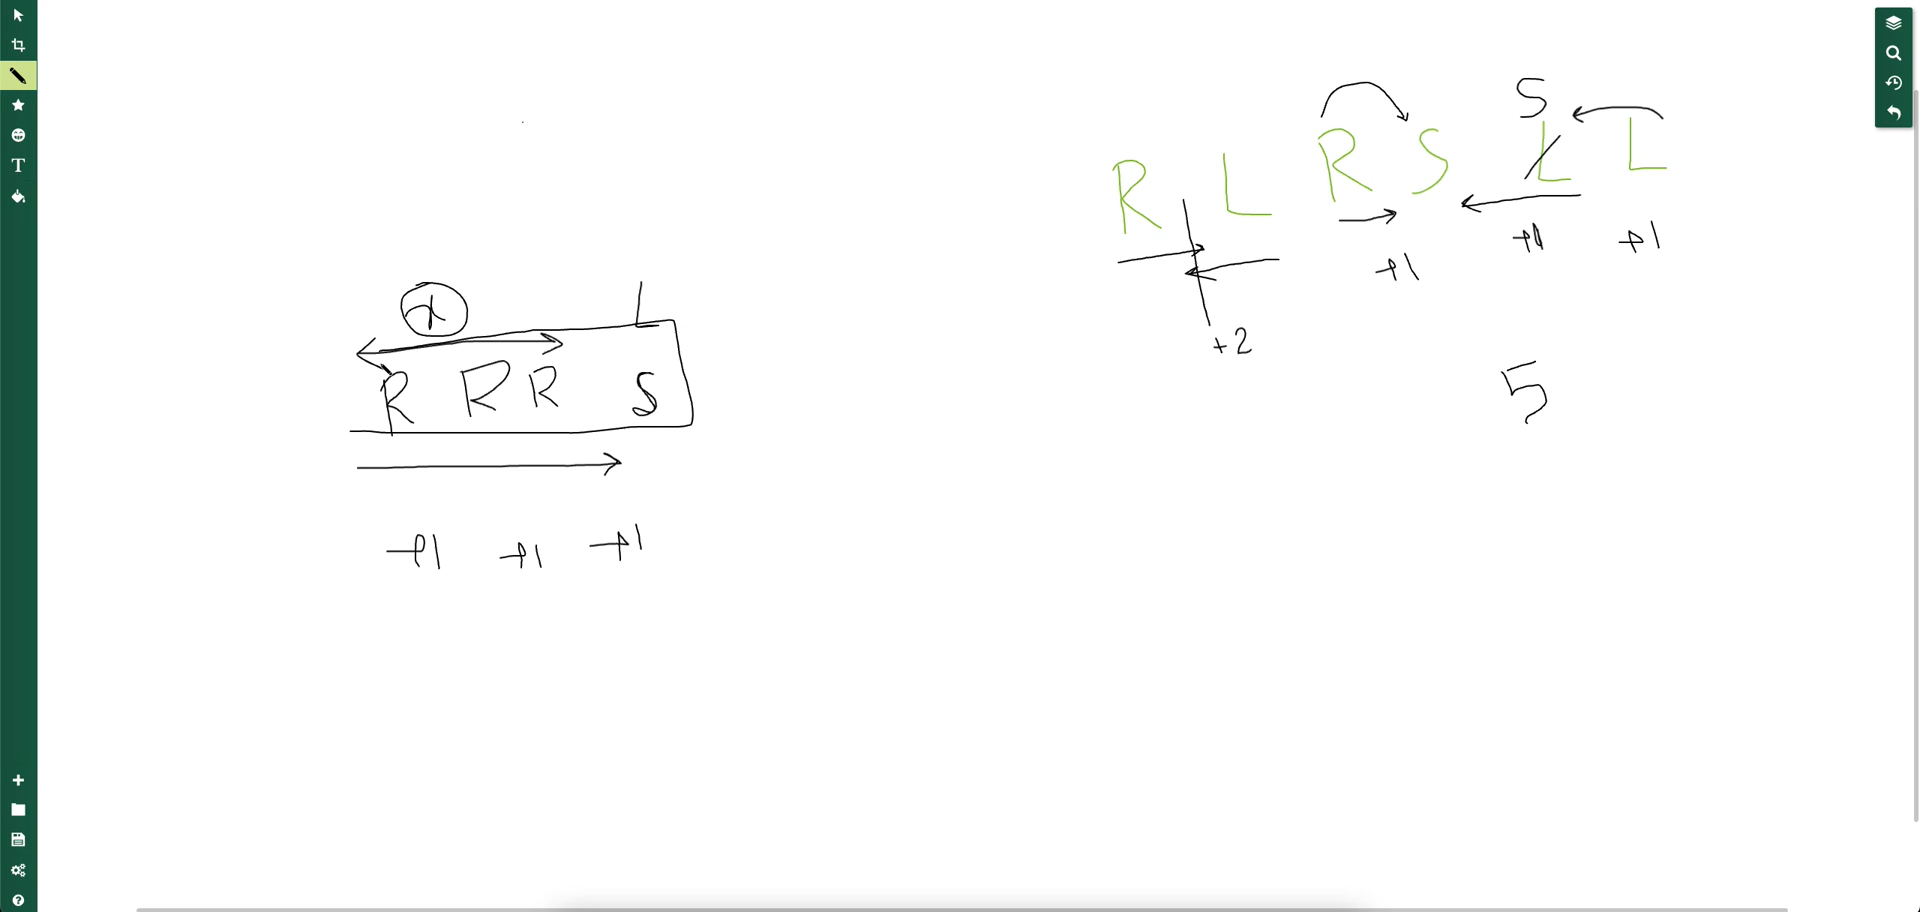 S
R L R S L L
+1 +1
+1
+2
x
L
R R R S
5
+1 +1 +1